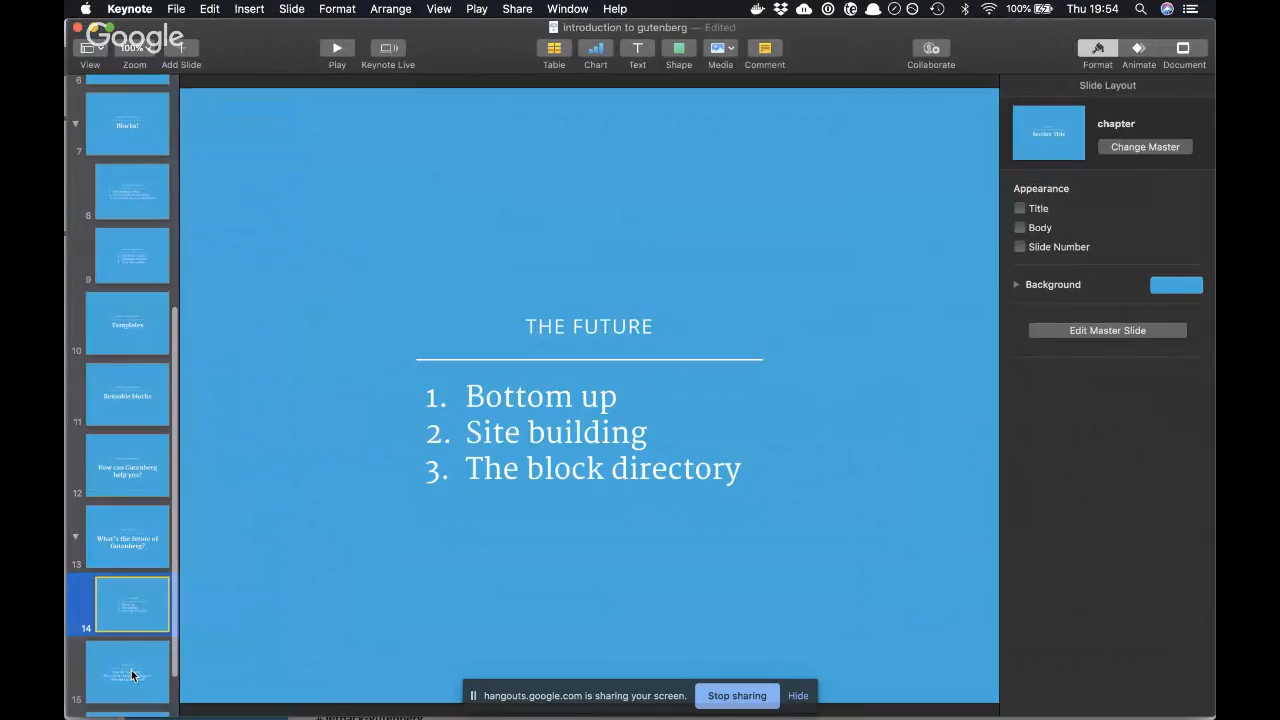 Keynote File Edit Insert Slide Format Arrange View Play Share Window Help 100% Thu 19:54
Google
introduction to gutenberg — Edited
100%
View Zoom Add Slide Play Keynote Live Table Chart Text Shape Media Comment Collaborate Format Animate Document
Slide Layout
chapter
Change Master
Section Title
Appearance
Title
Body
Slide Number
Background
Edit Master Slide
6
Blocks!
7
8
9
Templates
10
Reusable blocks
11
How can Gutenberg
help you?
12
What's the future of
Gutenberg?
13
14
15
THE FUTURE
1. Bottom up
2. Site building
3. The block directory
hangouts.google.com is sharing your screen. Stop sharing Hide